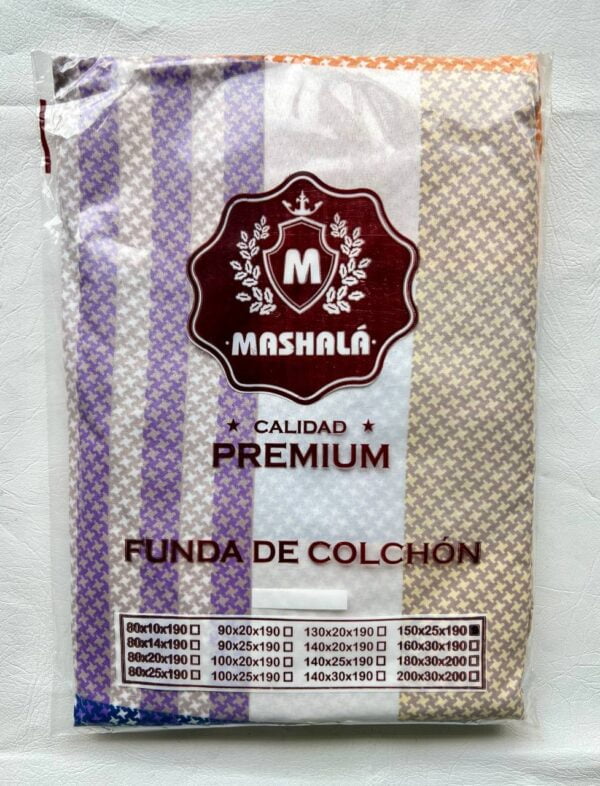 M
MASHALÁ
CALIDAD
PREMIUM
FUNDA DE COLCHÓN
80x10x190 90x20x190 130x20x190 150x25x190
80x14x190 90x25x190 140x20x190 160x30x190
80x20x190 100x20x190 140x25x190 180x30x200
80x25x190 100x25x190 140x30x190 200x30x200